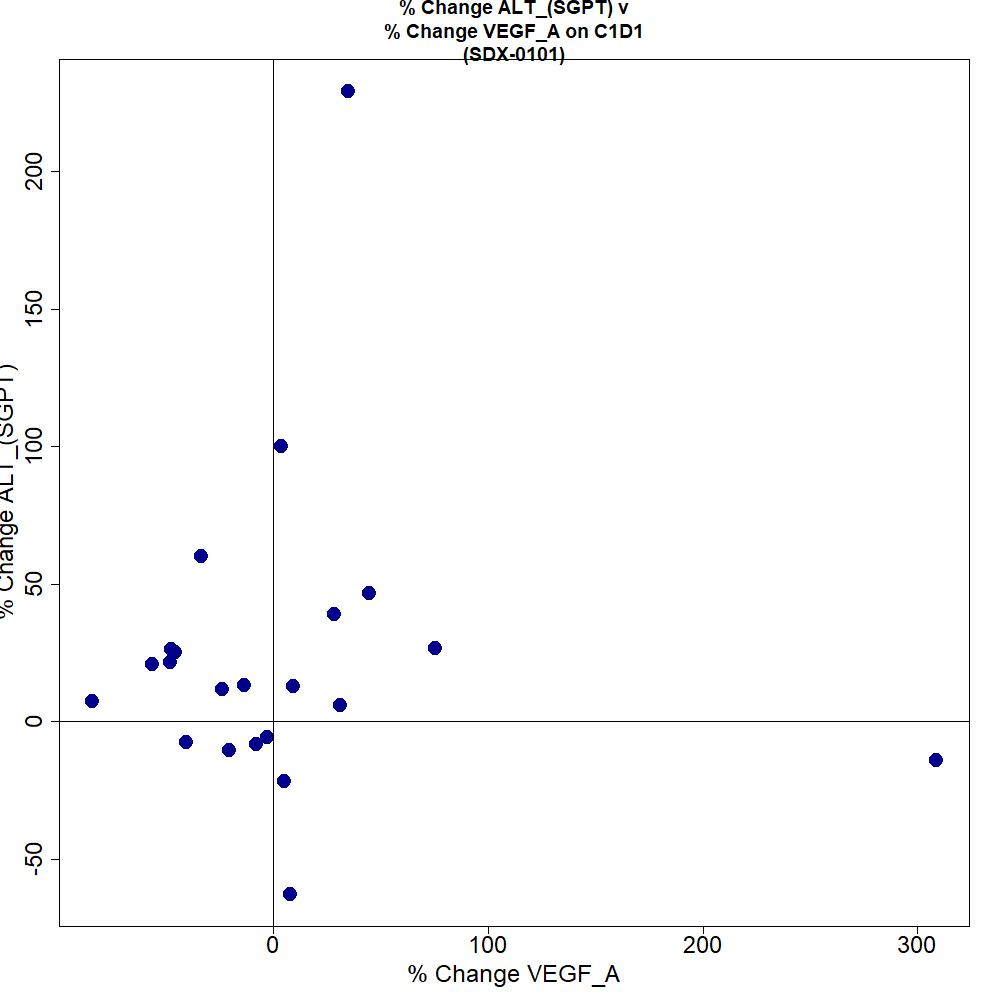 % Change ALT_(SGPT) v
% Change VEGF_A on C1D1
(SDX-0101)
% Change ALT_(SGPT)
200
150
100
50
0
-50
0 100 200 300
% Change VEGF_A